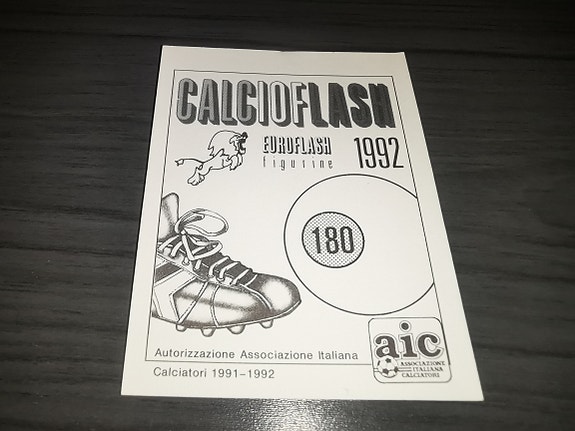 CALCIOFLASH
EUROFLASH
figurine
1992
180
aic
ASSOCIAZIONE
ITALIANA
CALCIATORI
Autorizzazione Associazione Italiana
Calciatori 1991-1992